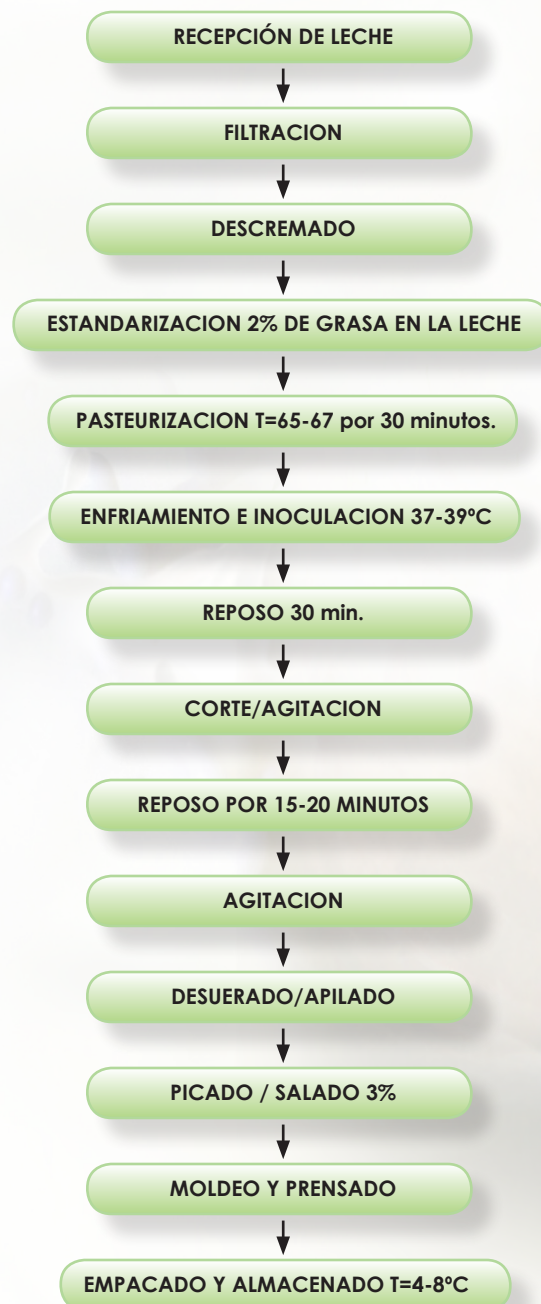 RECEPCIÓN DE LECHE
FILTRACION
DESCREMADO
ESTANDARIZACION 2% DE GRASA EN LA LECHE
PASTEURIZACION T=65-67 por 30 minutos.
ENFRIAMIENTO E INOCULACION 37-39ºC
REPOSO 30 min.
CORTE/AGITACION
REPOSO POR 15-20 MINUTOS
AGITACION
DESUERADO/APILADO
PICADO / SALADO 3%
MOLDEO Y PRENSADO
EMPACADO Y ALMACENADO T=4-8ºC